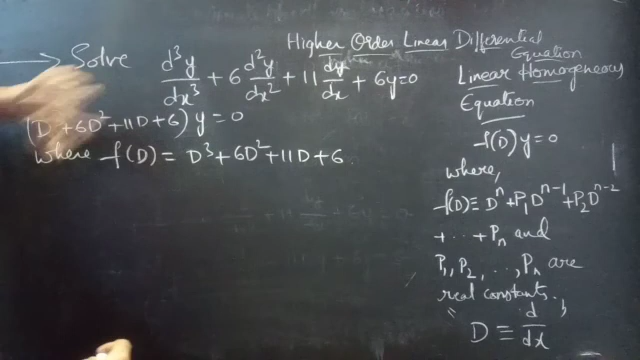 Higher Order Linear Differential Equation
→ Solve d³y/dx³ + 6 d²y/dx² + 11 dy/dx + 6y = 0
(D + 6D² + 11D + 6) y = 0
where f(D) = D³ + 6D² + 11D + 6.
Linear Homogeneous
Equation
f(D) y = 0
where,
f(D) ≡ Dⁿ + P₁Dⁿ⁻¹ + P₂Dⁿ⁻²
+ ... + Pₙ and
P₁, P₂, ..., Pₙ are
real constants.
D ≡ d/dx